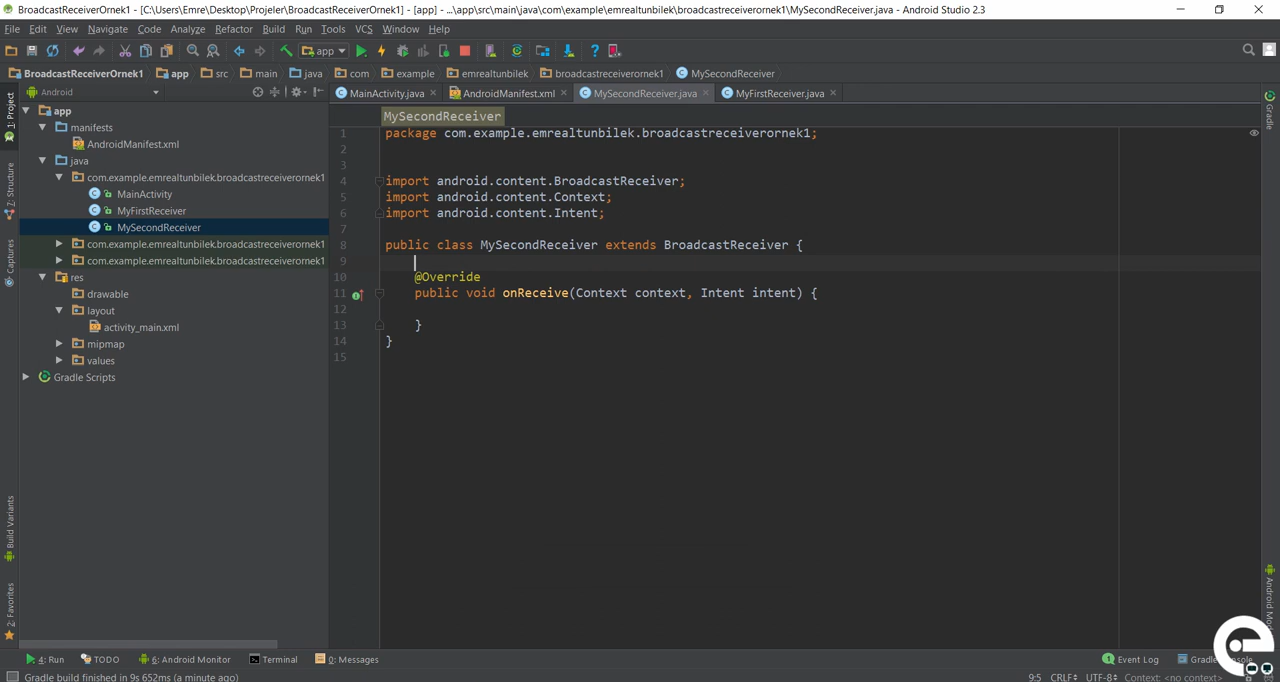 BroadcastReceiverOrnek1 - [C:\Users\Emre\Desktop\Projeler\BroadcastReceiverOrnek1] - [app] - ...\app\src\main\java\com\example\emrealtunbilek\broadcastreceiverornek1\MySecondReceiver.java - Android Studio 2.3
File Edit View Navigate Code Analyze Refactor Build Run Tools VCS Window Help
app
BroadcastReceiverOrnek1 app src main java com example emrealtunbilek broadcastreceiverornek1 MySecondReceiver
Android
MainActivity.java AndroidManifest.xml MySecondReceiver.java MyFirstReceiver.java
1: Project
Z: Structure
Captures
Build Variants
2: Favorites
app
manifests
AndroidManifest.xml
java
com.example.emrealtunbilek.broadcastreceiverornek1
MainActivity
MyFirstReceiver
MySecondReceiver
com.example.emrealtunbilek.broadcastreceiverornek1
com.example.emrealtunbilek.broadcastreceiverornek1
res
drawable
layout
activity_main.xml
mipmap
values
Gradle Scripts
MySecondReceiver
1 package com.example.emrealtunbilek.broadcastreceiverornek1;
2
3
4 import android.content.BroadcastReceiver;
5 import android.content.Context;
6 import android.content.Intent;
7
8 public class MySecondReceiver extends BroadcastReceiver {
9
10 @Override
11 public void onReceive(Context context, Intent intent) {
12
13 }
14 }
15
Gradle
4: Run TODO 6: Android Monitor Terminal 0: Messages
Event Log
Gradle build finished in 9s 652ms (a minute ago)
9:5 CRLF UTF-8 Context: <no context>